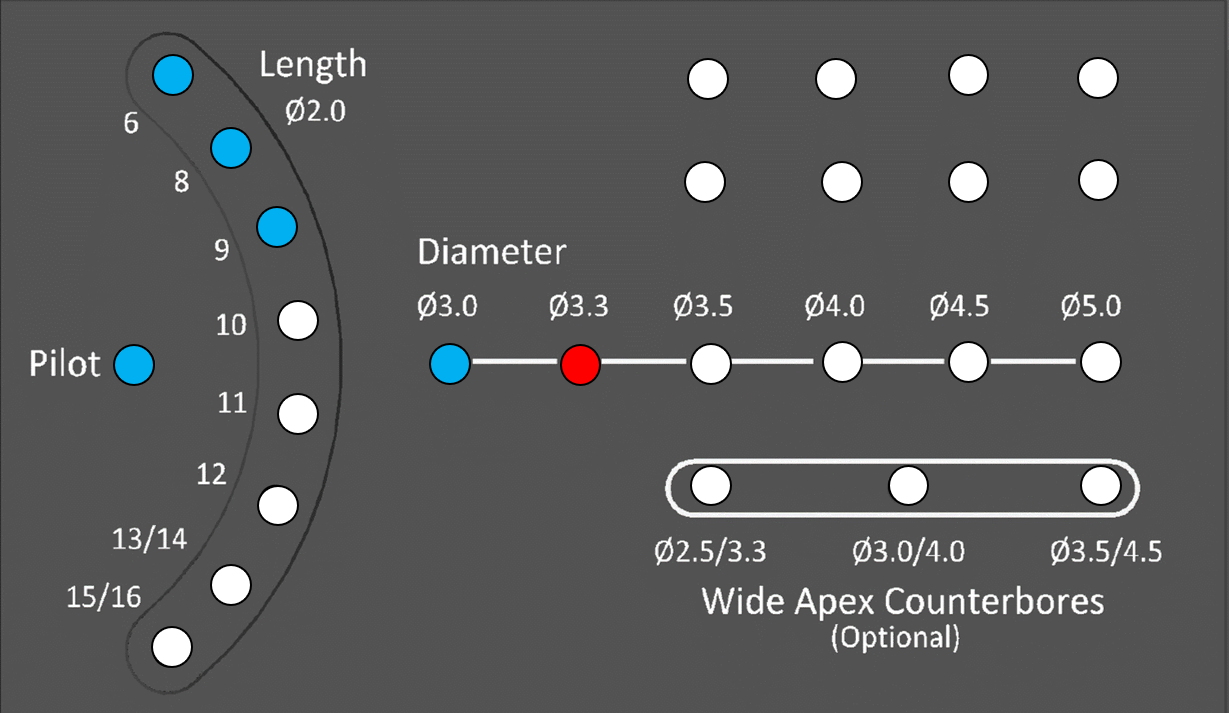 Length
Ø2.0
6
8
9
10
11
12
13/14
15/16
Pilot
Diameter
Ø3.0 Ø3.3 Ø3.5 Ø4.0 Ø4.5 Ø5.0
Ø2.5/3.3 Ø3.0/4.0 Ø3.5/4.5
Wide Apex Counterbores
(Optional)